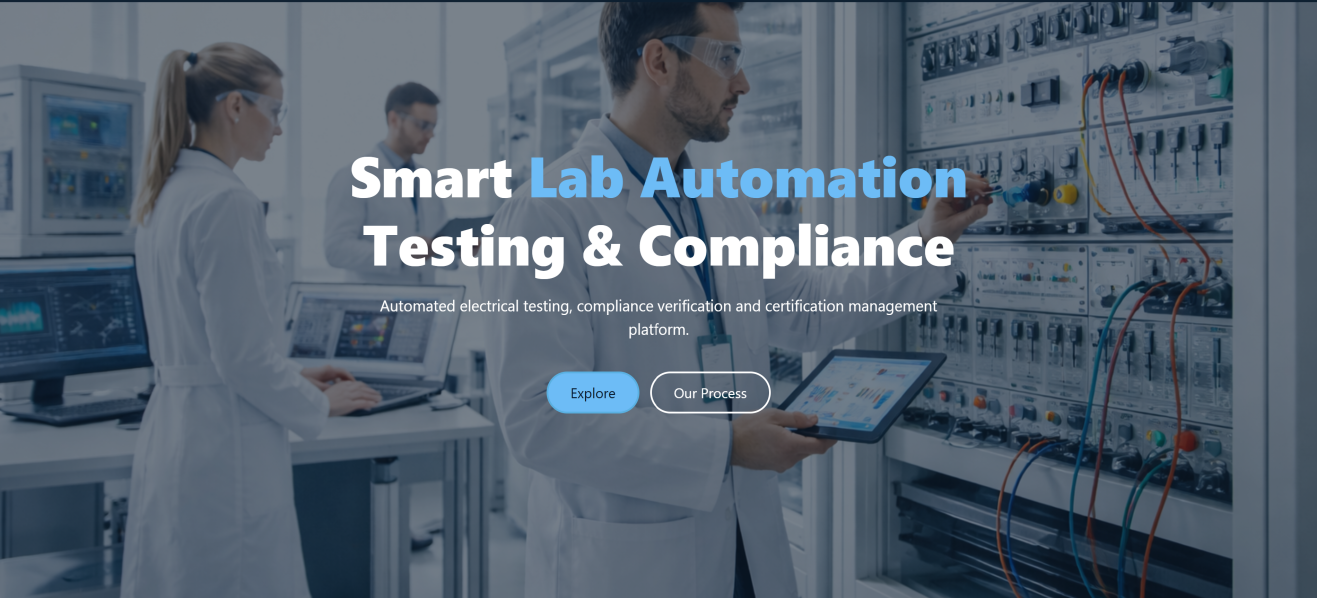 Smart Lab Automation
Testing & Compliance
Automated electrical testing, compliance verification and certification management
platform.
Explore
Our Process